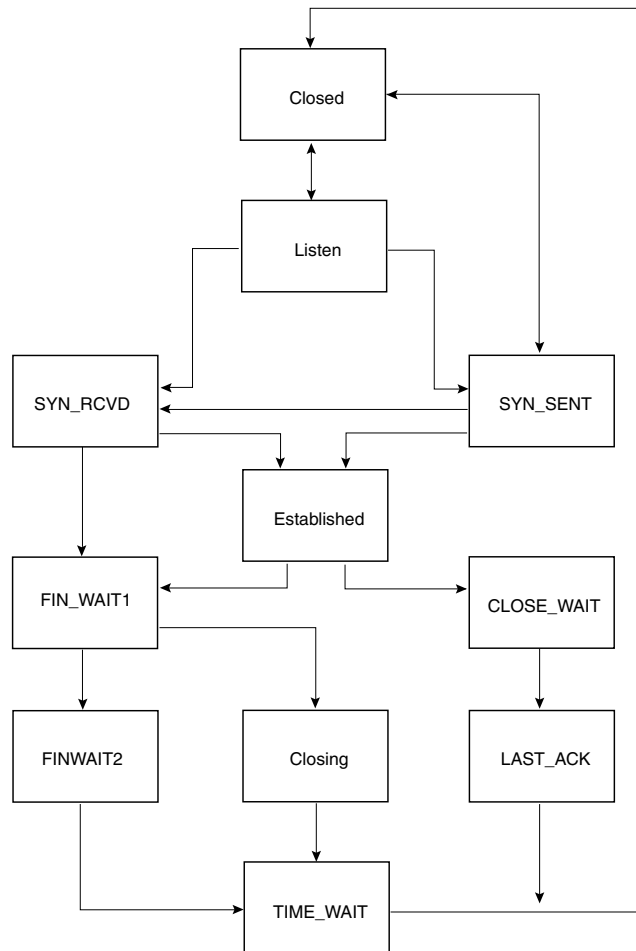 Closed
Listen
SYN_RCVD
SYN_SENT
Established
FIN_WAIT1
CLOSE_WAIT
FINWAIT2
Closing
LAST_ACK
TIME_WAIT